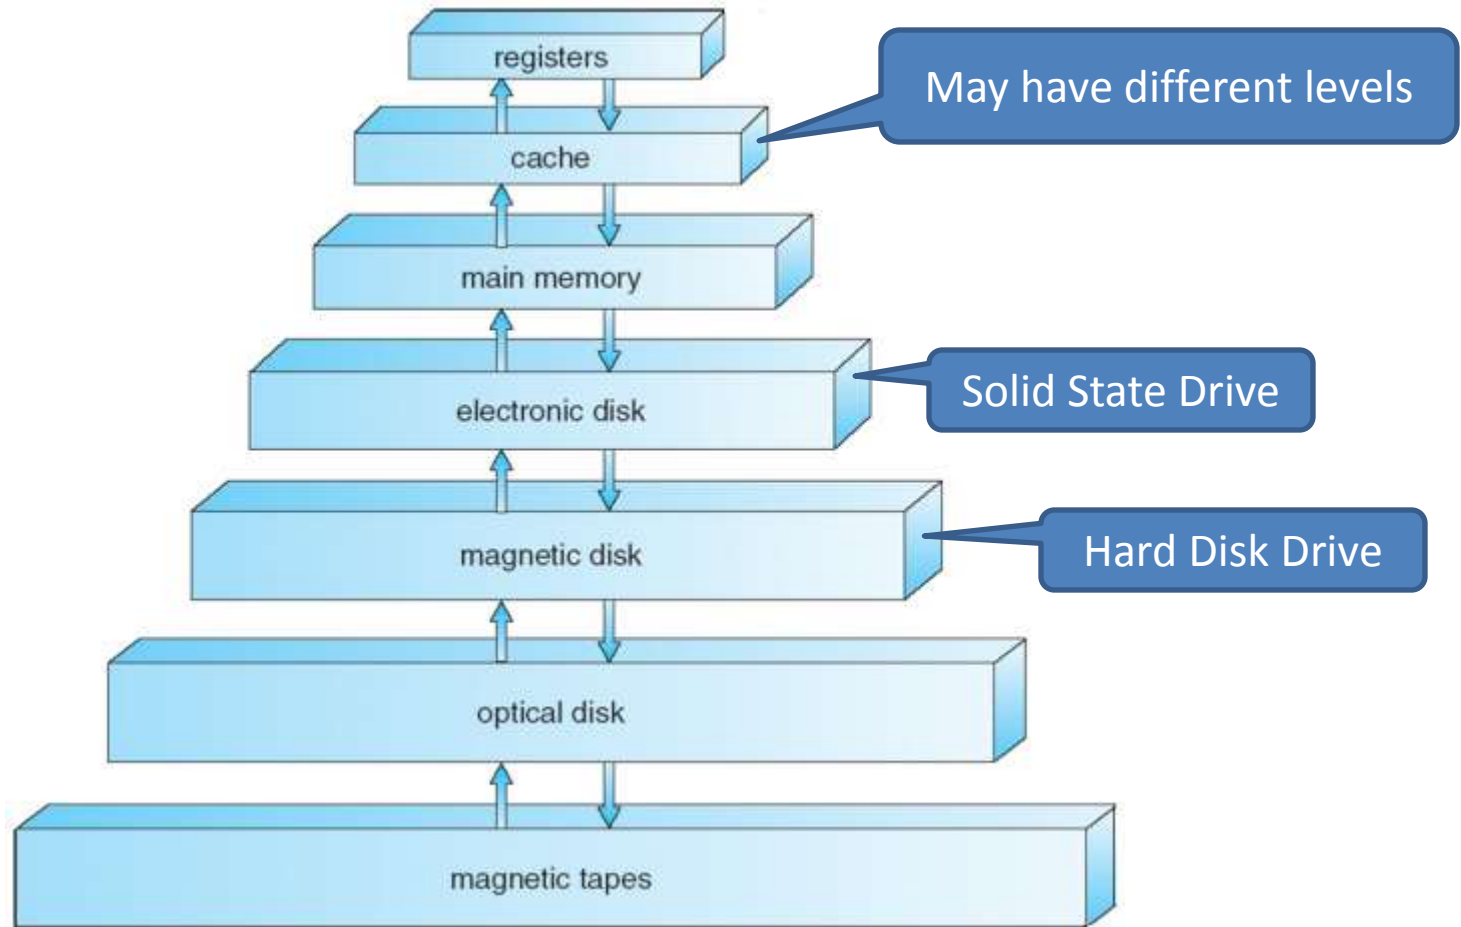 registers
May have different levels
cache
main memory
Solid State Drive
electronic disk
Hard Disk Drive
magnetic disk
optical disk
magnetic tapes